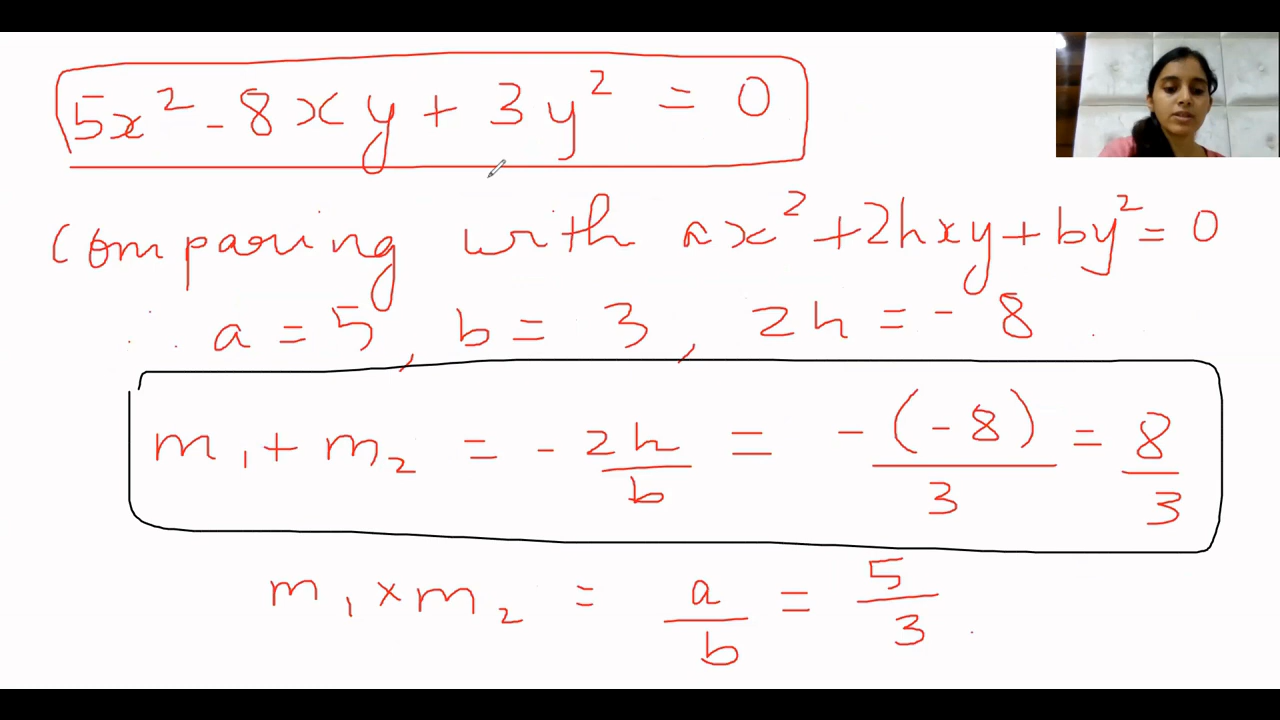 5x² - 8xy + 3y² = 0
Comparing with ax² + 2hxy + by² = 0
a = 5, b = 3, 2h = - 8
m₁ + m₂ = - 2h/b = - (-8)/3 = 8/3
m₁ × m₂ = a/b = 5/3